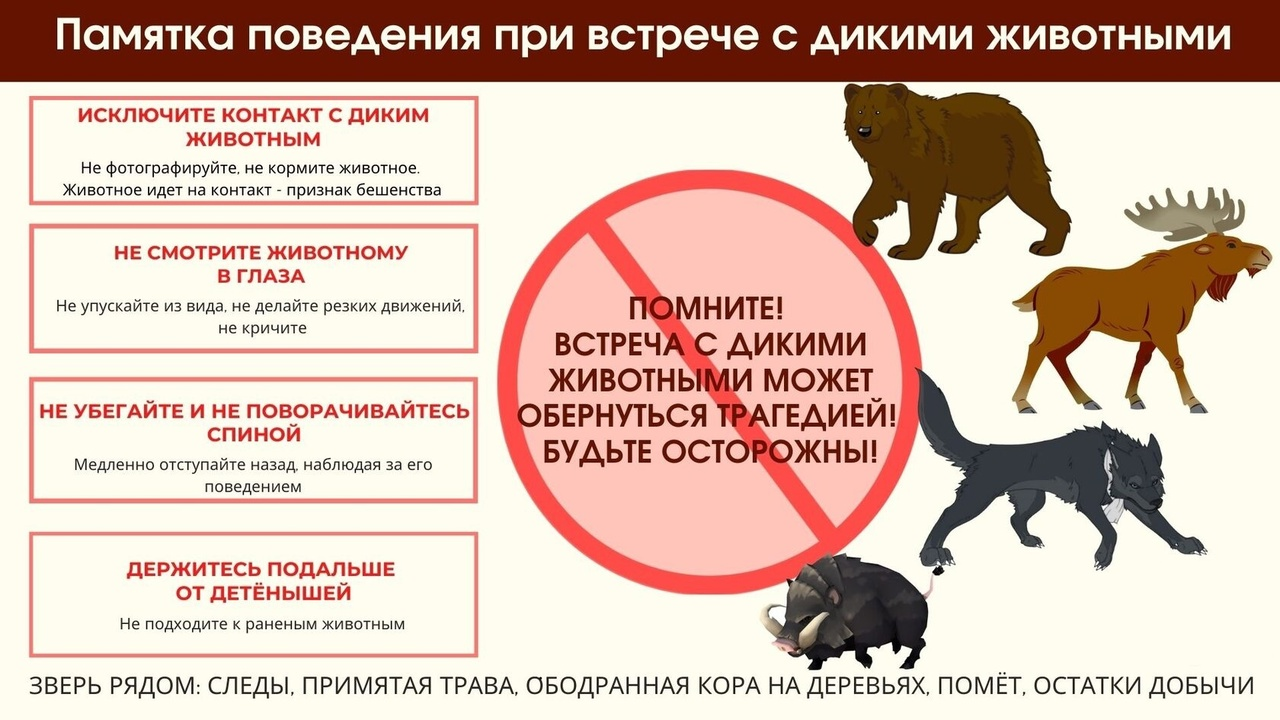 Памятка поведения при встрече с дикими животными
ИСКЛЮЧИТЕ КОНТАКТ С ДИКИМ
ЖИВОТНЫМ
Не фотографируйте, не кормите животное.
Животное идет на контакт - признак бешенства
НЕ СМОТРИТЕ ЖИВОТНОМУ
В ГЛАЗА
Не упускайте из вида, не делайте резких движений,
не кричите
НЕ УБЕГАЙТЕ И НЕ ПОВОРАЧИВАЙТЕСЬ
СПИНОЙ
Медленно отступайте назад, наблюдая за его
поведением
ДЕРЖИТЕСЬ ПОДАЛЬШЕ
ОТ ДЕТЁНЫШЕЙ
Не подходите к раненым животным
ПОМНИТЕ!
ВСТРЕЧА С ДИКИМИ
ЖИВОТНЫМИ МОЖЕТ
ОБЕРНУТЬСЯ ТРАГЕДИЕЙ!
БУДЬТЕ ОСТОРОЖНЫ!
ЗВЕРЬ РЯДОМ: СЛЕДЫ, ПРИМЯТАЯ ТРАВА, ОБОДРАННАЯ КОРА НА ДЕРЕВЬЯХ, ПОМЁТ, ОСТАТКИ ДОБЫЧИ